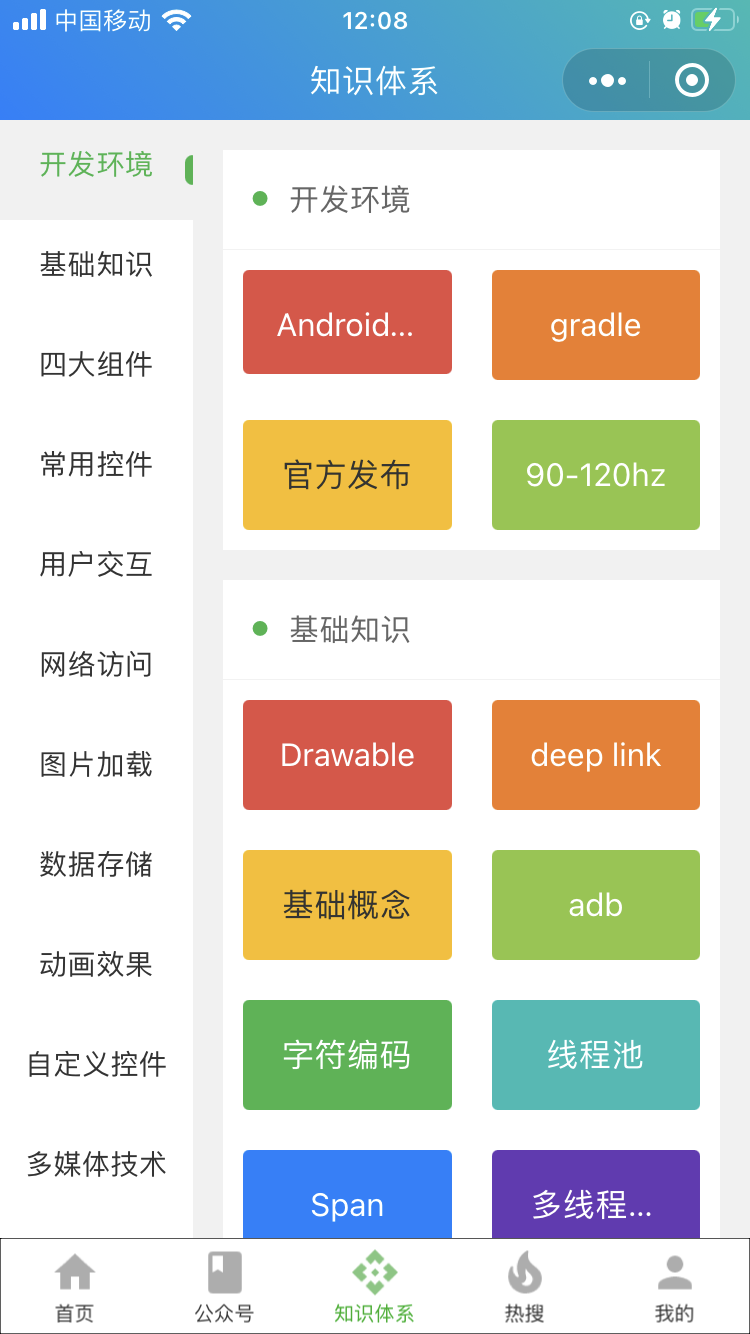 中国移动 12:08
知识体系
开发环境
基础知识
四大组件
常用控件
用户交互
网络访问
图片加载
数据存储
动画效果
自定义控件
多媒体技术
开发环境
Android... gradle
官方发布 90-120hz
基础知识
Drawable deep link
基础概念 adb
字符编码 线程池
Span 多线程...
首页 公众号 知识体系 热搜 我的